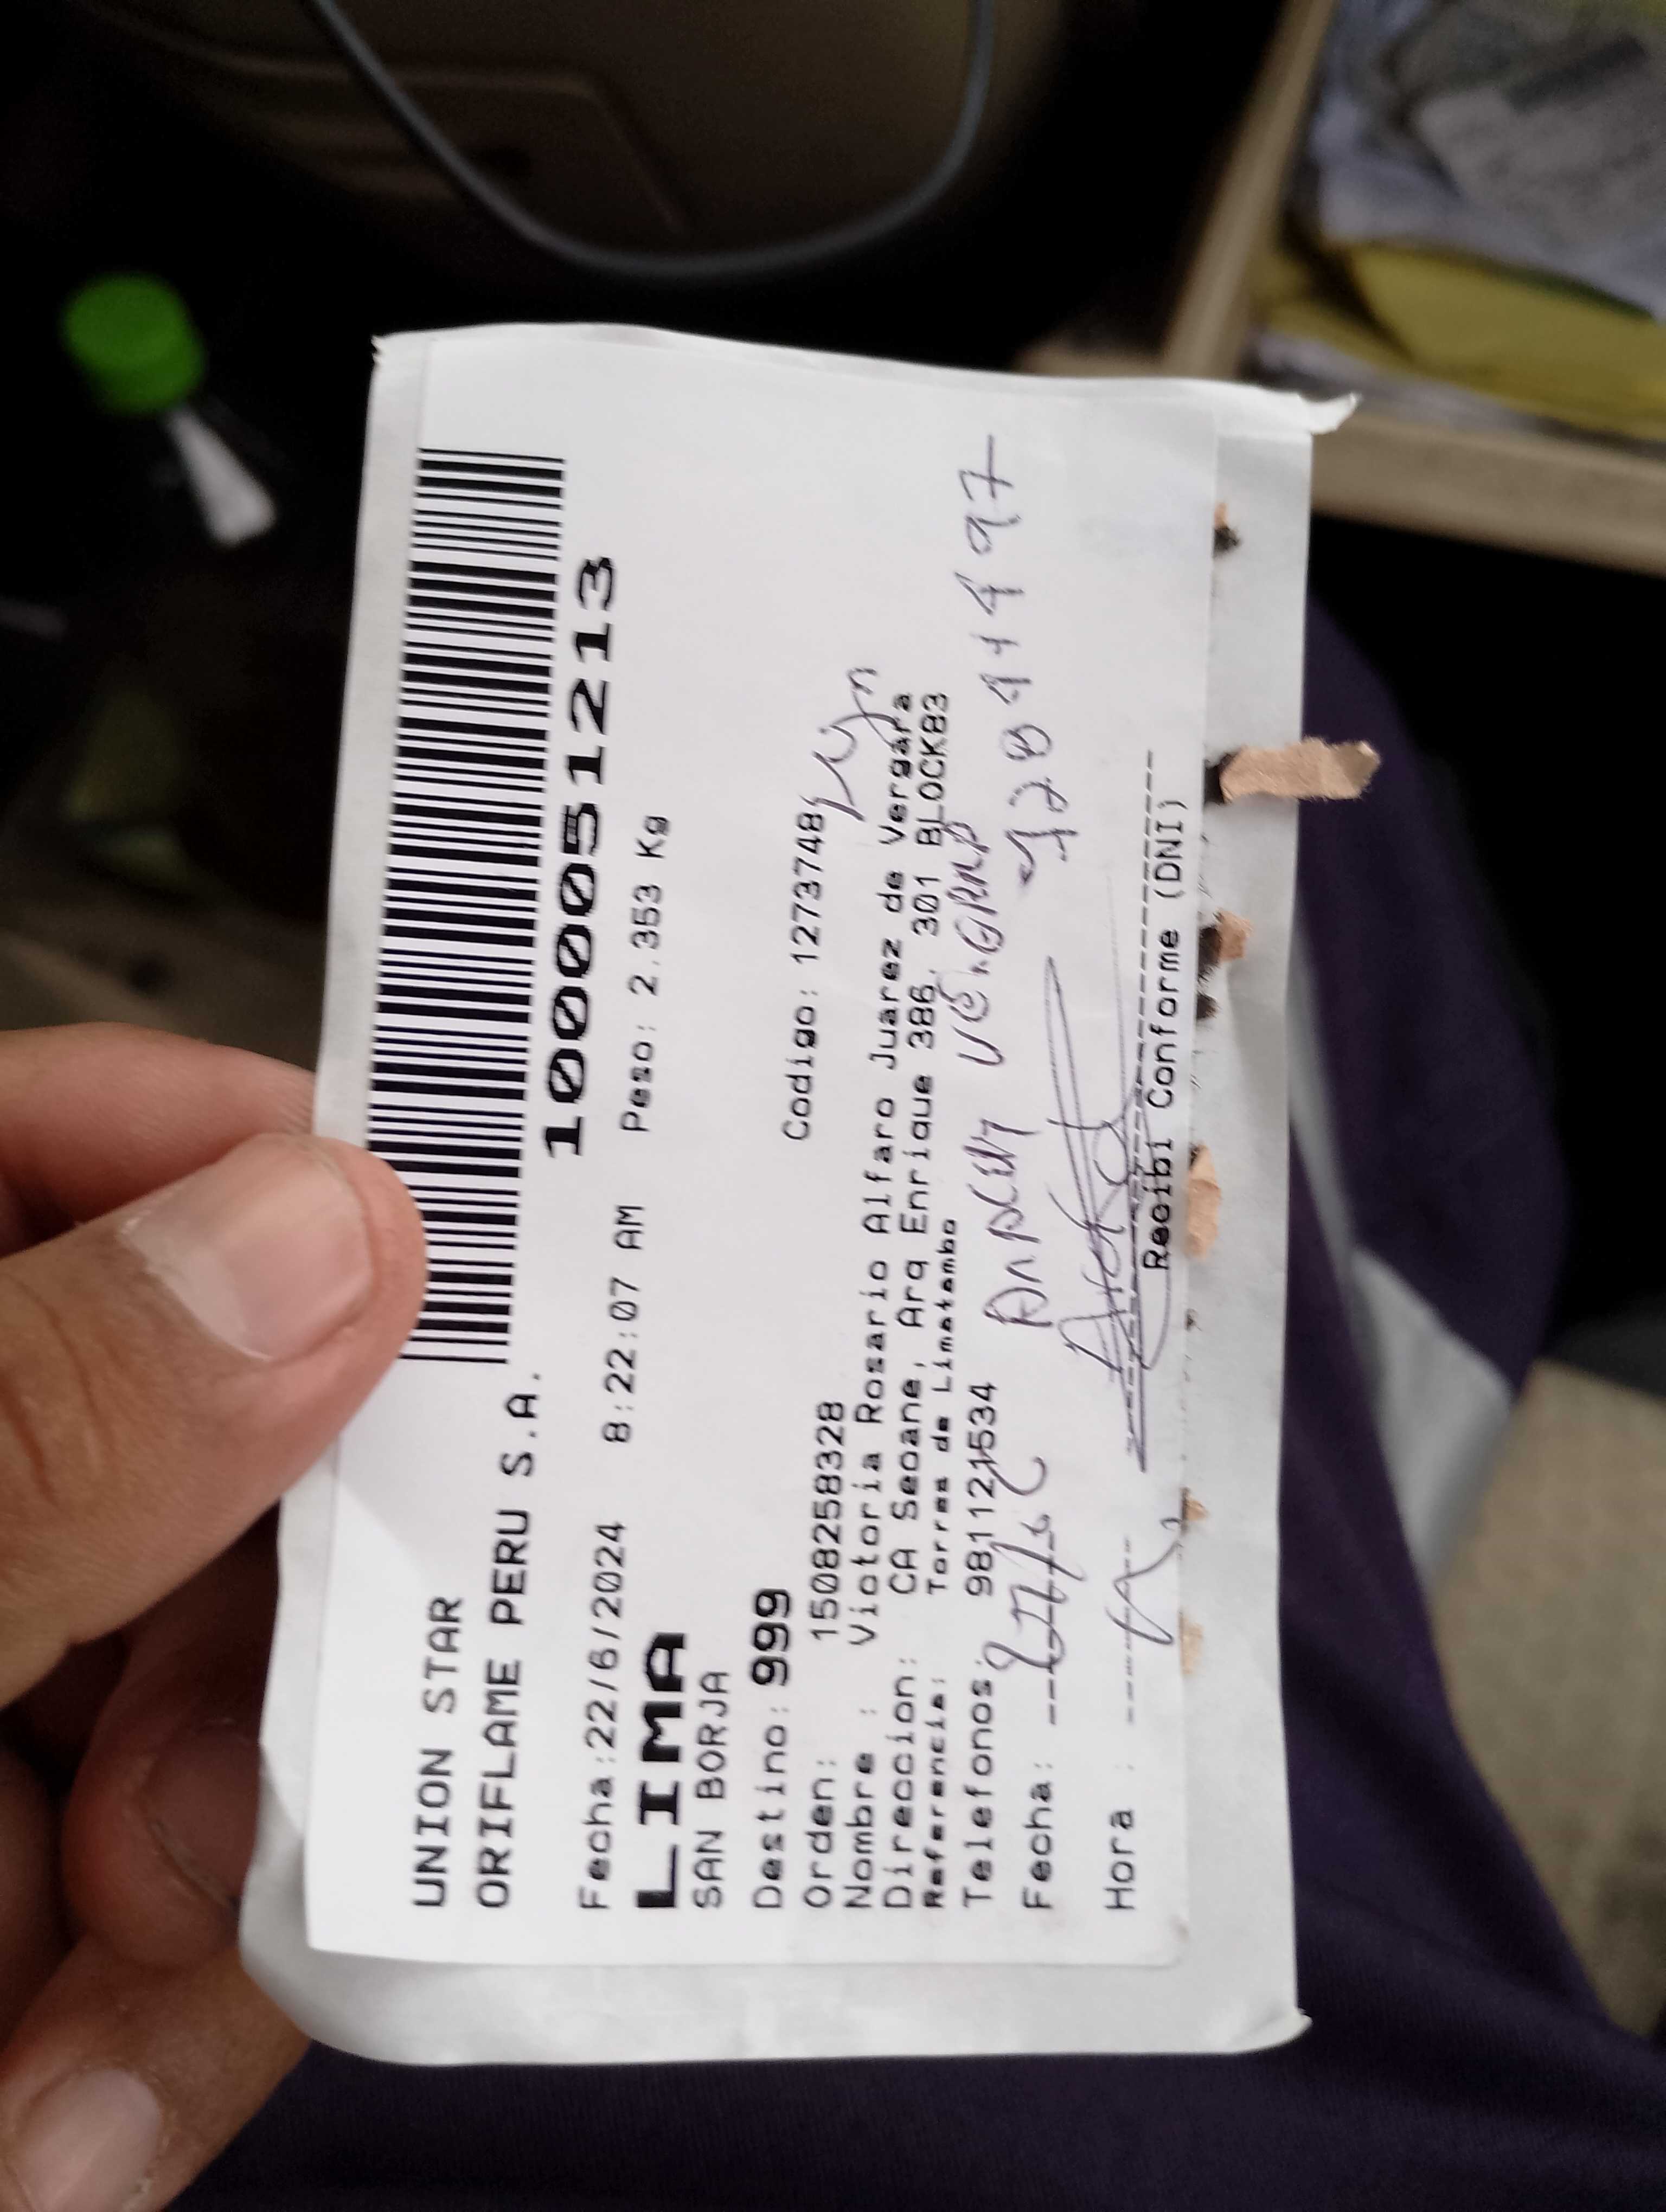 UNION STAR
ORIFLAME PERU S.A.
1000051213
Fecha:22/6/2024 8:22:07 AM Peso: 2.353 Kg
LIMA
SAN BORJA
Destino: 999
Codigo: 1273748
Orden: 1508258328
Nombre : Victoria Rosario Alfaro Juarez de Vergara
Direccion: CA Seoane, Arq Enrique 386, 301 BLOCKB3
Referencia: Torres de Limatambo
Telefonos: 981121534
VERGARA
Fecha:
Hora :
Recibi Conforme (DNI)